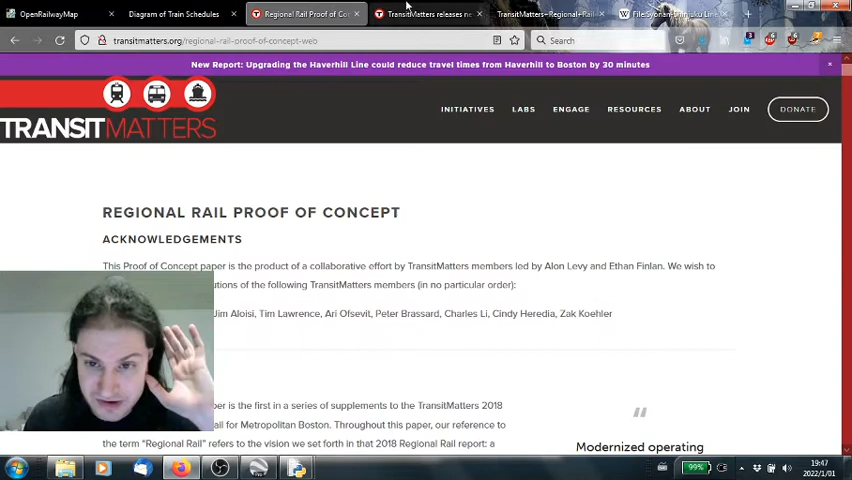 OpenRailwayMap
Diagram of Train Schedules
Regional Rail Proof of Co
TransitMatters releases ne
TransitMatters-Regional-Rail
File:Syonan-Shinjuku Line
transitmatters.org/regional-rail-proof-of-concept-web
Search
New Report: Upgrading the Haverhill Line could reduce travel times from Haverhill to Boston by 30 minutes
TRANSITMATTERS
INITIATIVES LABS ENGAGE RESOURCES ABOUT JOIN DONATE
REGIONAL RAIL PROOF OF CONCEPT
ACKNOWLEDGEMENTS
This Proof of Concept paper is the product of a collaborative effort by TransitMatters members led by Alon Levy and Ethan Finlan. We wish to
utions of the following TransitMatters members (in no particular order):
Jim Aloisi, Tim Lawrence, Ari Ofsevit, Peter Brassard, Charles Li, Cindy Heredia, Zak Koehler
per is the first in a series of supplements to the TransitMatters 2018
ail for Metropolitan Boston. Throughout this paper, our reference to
the term “Regional Rail” refers to the vision we set forth in that 2018 Regional Rail report: a
“
Modernized operating
99%
19:47
2022/1/01